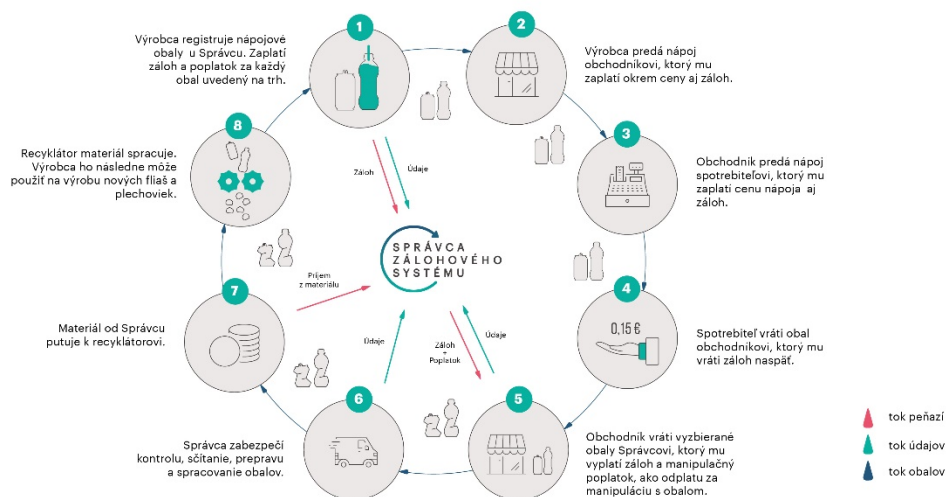 1
Výrobca registruje nápojové
obaly u Správcu. Zaplatí
záloh a poplatok za každý
obal uvedený na trh.
2
Výrobca predá nápoj
obchodníkovi, ktorý mu
zaplatí okrem ceny aj záloh.
3
Obchodník predá nápoj
spotrebiteľovi, ktorý mu
zaplatí cenu nápoja aj
záloh.
4
0,15 €
Spotrebiteľ vráti obal
obchodníkovi, ktorý mu
vráti záloh naspäť.
5
Obchodník vráti vyzbierané
obaly Správcovi, ktorý mu
vyplatí záloh a manipulačný
poplatok, ako odplatu za
manipuláciu s obalom.
6
Správca zabezpečí
kontrolu, sčítanie, prepravu
a spracovanie obalov.
7
Materiál od Správcu
putuje k recyklátorovi.
8
Recyklátor materiál spracuje.
Výrobca ho následne môže
použiť na výrobu nových fliaš a
plechoviek.
Záloh
Údaje
SPRÁVCA
ZÁLOHOVÉHO
SYSTÉMU
Príjem
z materiálu
Údaje
Záloh
+
Poplatok
Údaje
tok peňazí
tok údajov
tok obalov